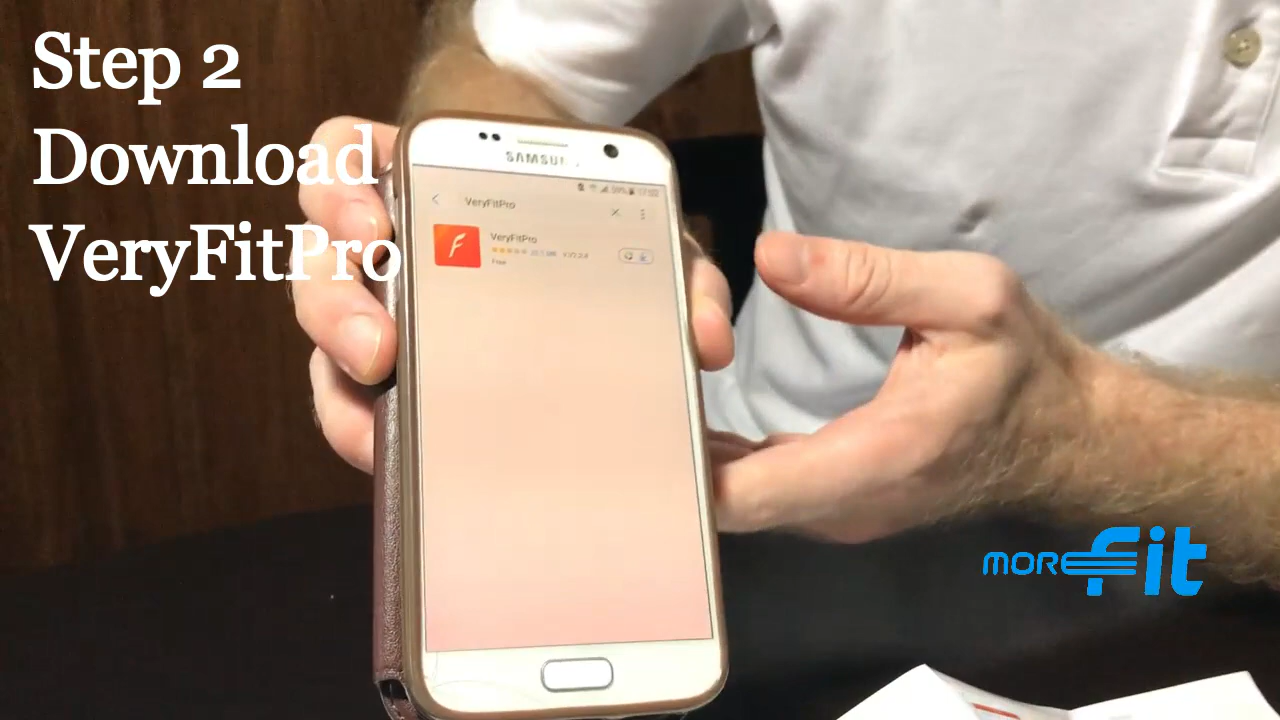 Step 2
Download
VeryFitPro
SAMSUNG
VeryFitPro
VeryFitPro
Free
MOREFit